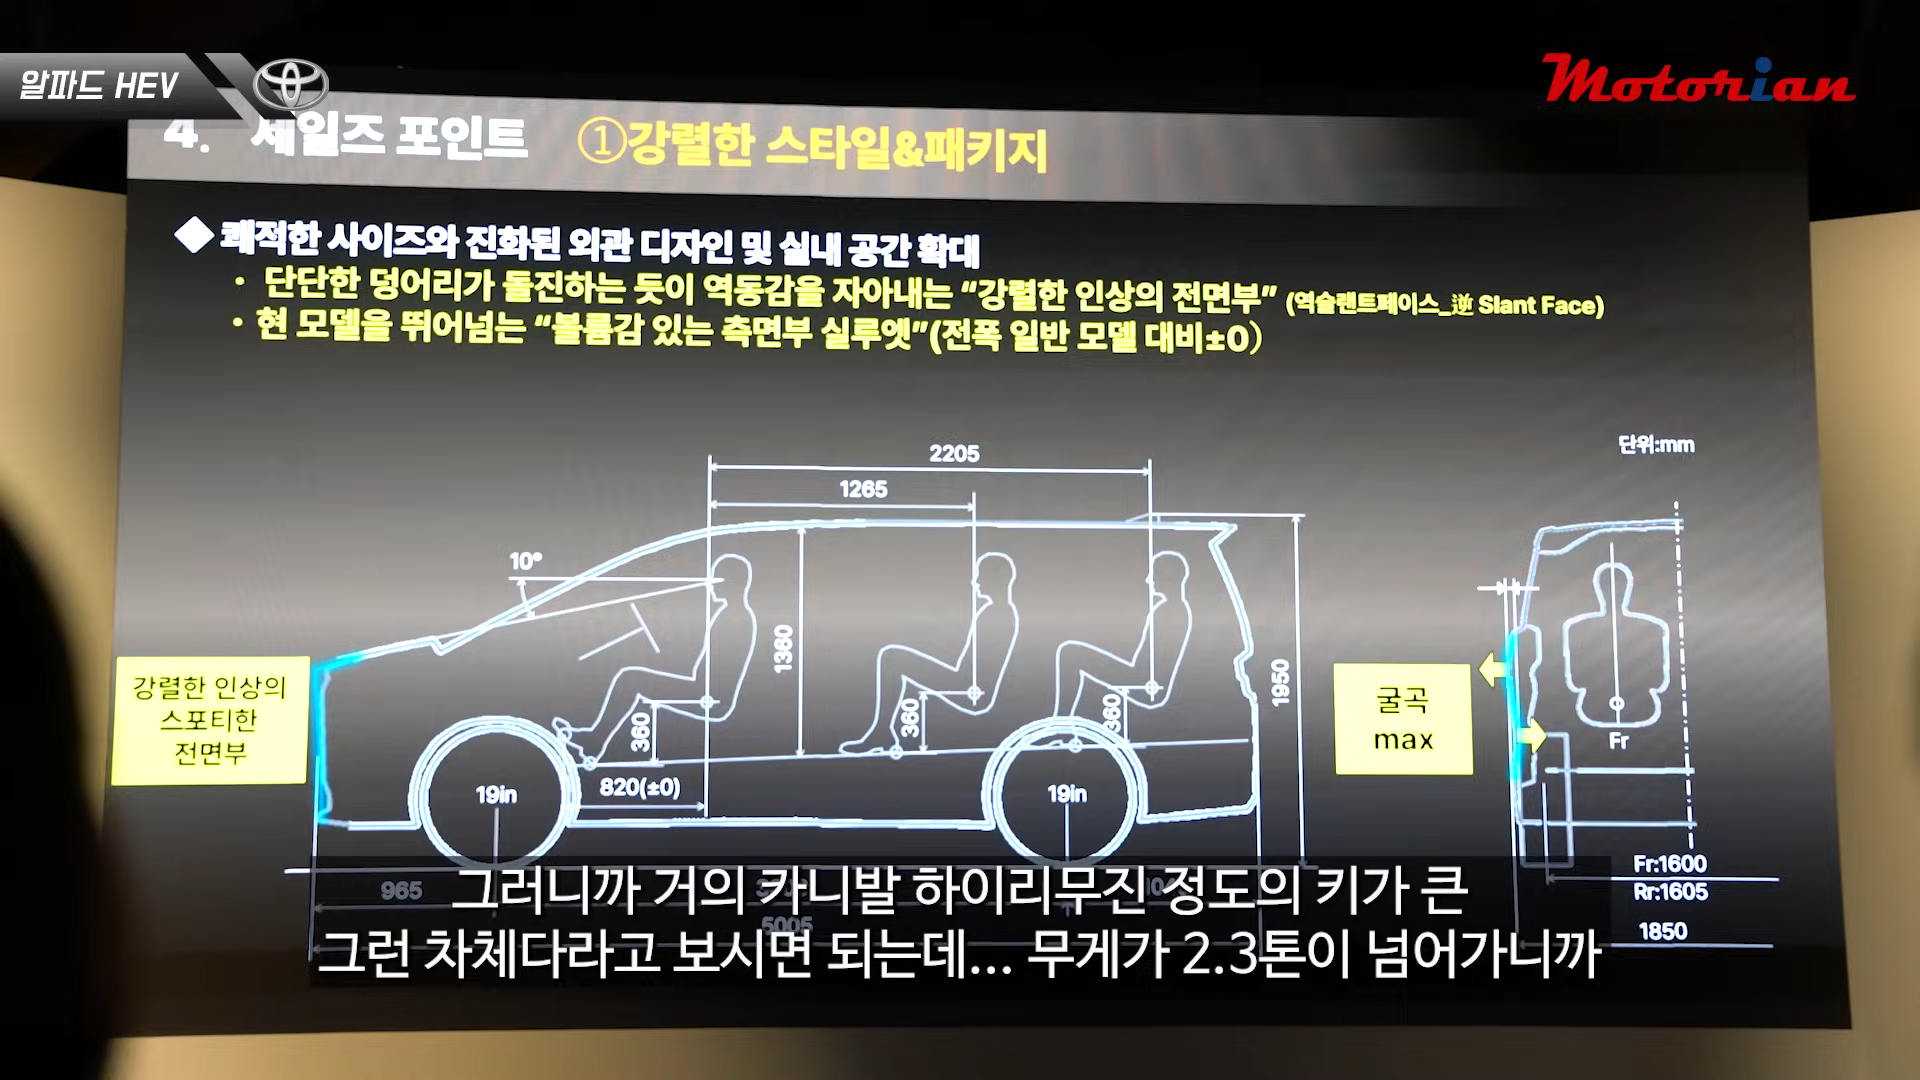 알파드 HEV
Motorian
4. 세일즈 포인트 ①강렬한 스타일&패키지
◆쾌적한 사이즈와 진화된 외관 디자인 및 실내 공간 확대
· 단단한 덩어리가 돌진하는 듯이 역동감을 자아내는 “강렬한 인상의 전면부” (역슬랜트페이스_逆 Slant Face)
· 현 모델을 뛰어넘는 “볼륨감 있는 측면부 실루엣”(전폭 일반 모델 대비±0)
단위:mm
2205
1265
10°
1360
1950
강렬한 인상의
스포티한
전면부
360
360
360
굴곡
max
Fr
820(±0)
19in
19in
Fr:1600
Rr:1605
1850
965
5005
그러니까 거의 카니발 하이리무진 정도의 키가 큰
그런 차체다라고 보시면 되는데... 무게가 2.3톤이 넘어가니까